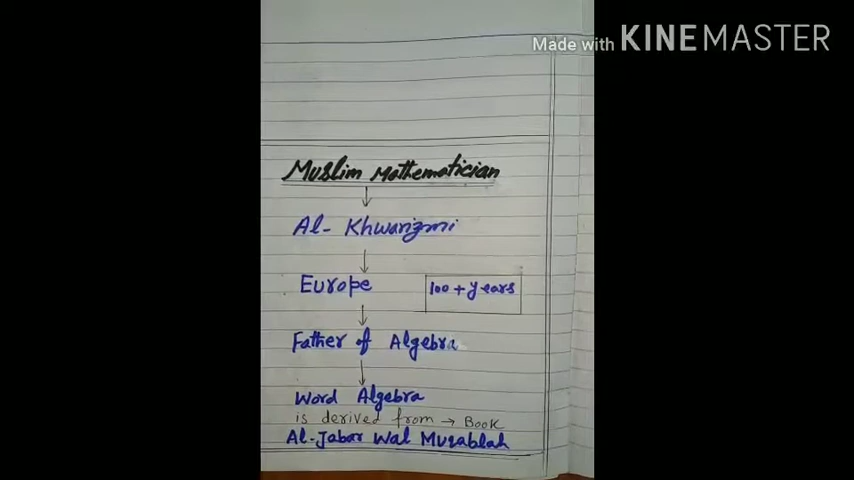 Made with KINEMASTER
Muslim Mathematician
Al- Khwarizmi
Europe 100 + years
Father of Algebra
Word Algebra
is derived from → Book
Al-Jabar Wal Muqablah